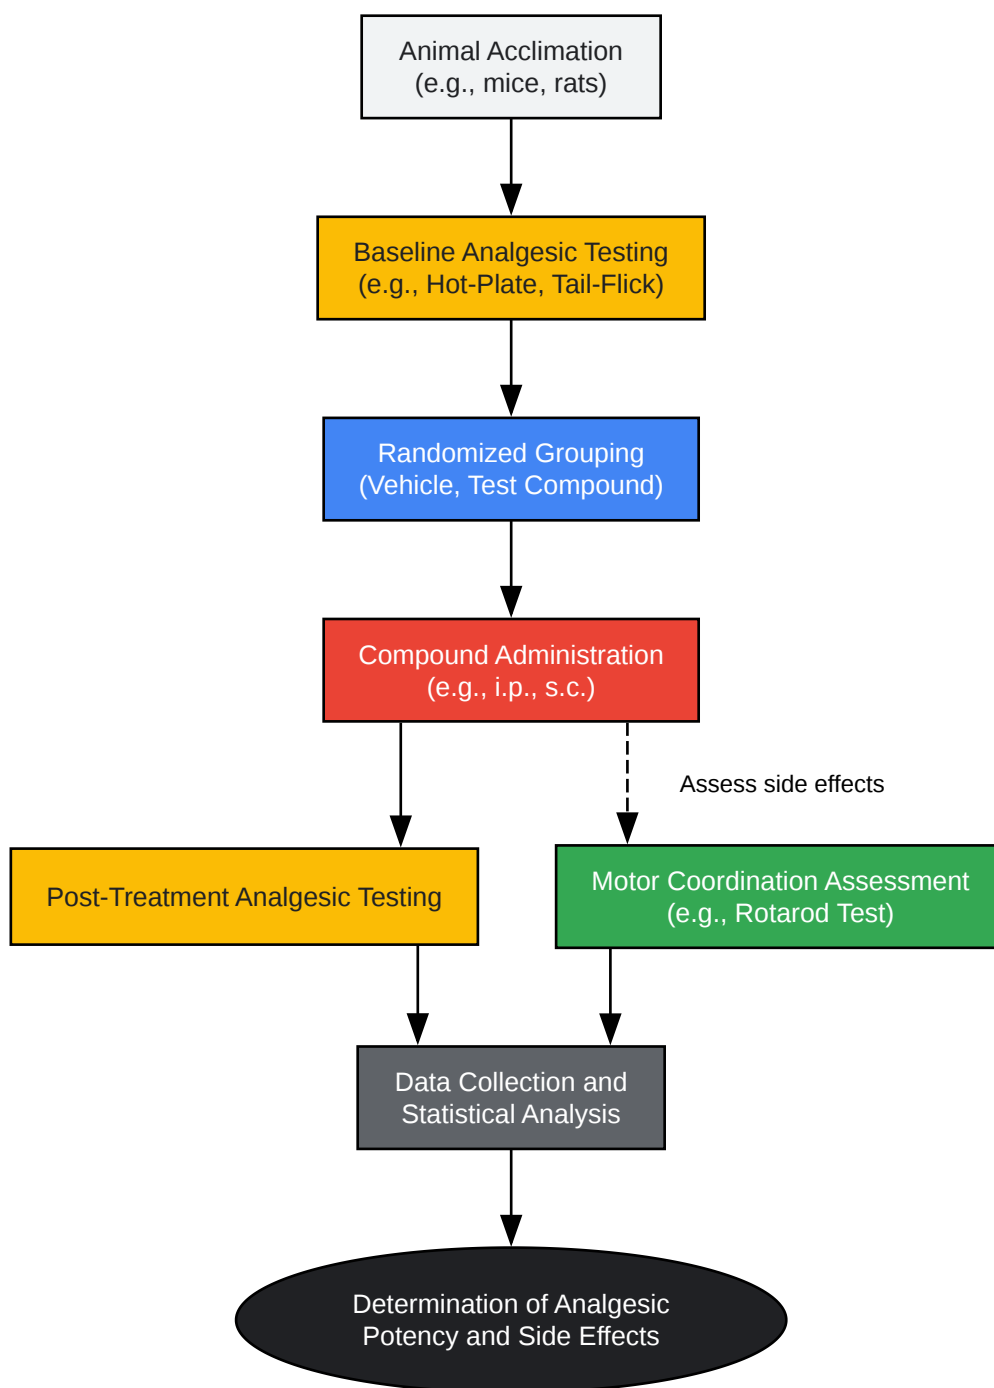 Animal Acclimation
(e.g., mice, rats)
Baseline Analgesic Testing
(e.g., Hot-Plate, Tail-Flick)
Randomized Grouping
(Vehicle, Test Compound)
Compound Administration
(e.g., i.p., s.c.)
Assess side effects
Post-Treatment Analgesic Testing
Motor Coordination Assessment
(e.g., Rotarod Test)
Data Collection and
Statistical Analysis
Determination of Analgesic
Potency and Side Effects